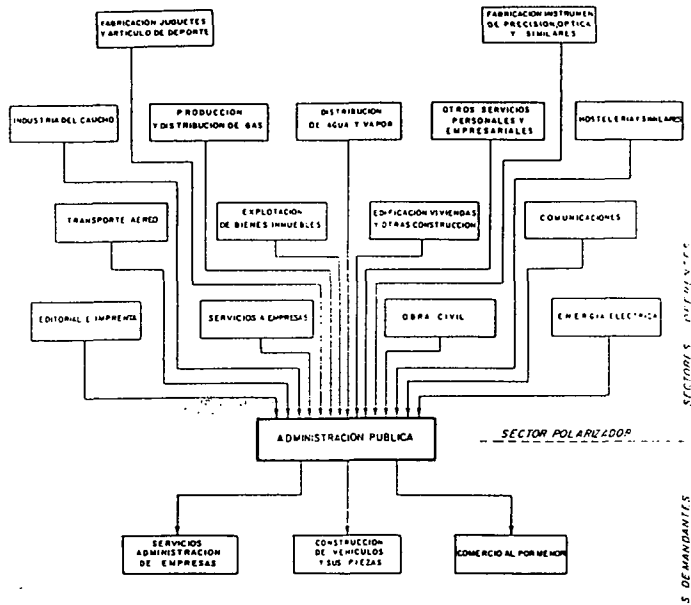 FABRICACIÓN JUGUETES
Y ARTICULO DE DEPORTE
FABRICACION INSTRUMEN
DE PRECISION, OPTICA
Y SIMILARES
INDUSTRIA DEL CAUCHO
PRODUCCION
Y DISTRIBUCION DE GAS
DISTRIBUCION
DE AGUA Y VAPOR
OTROS SERVICIOS
PERSONALES Y
EMPRESARIALES
HOSTELERIA Y SIMILARES
TRANSPORTE AEREO
EXPLOTACION
DE BIENES INMUEBLES
EDIFICACION VIVIENDAS
Y OTRAS CONSTRUCCION
COMUNICACIONES
EDITORIAL E IMPRENTA
SERVICIOS A EMPRESAS
OBRA CIVIL
ENERGIA ELECTRICA
SECTORES
ADMINISTRACIÓN PUBLICA
SECTOR POLARIZADOR
SERVICIOS
ADMINISTRACION
DE EMPRESAS
CONSTRUCCION
DE VEHICULOS
Y SUS PIEZAS
COMERCIO AL POR MENOR
S DEMANDANTES